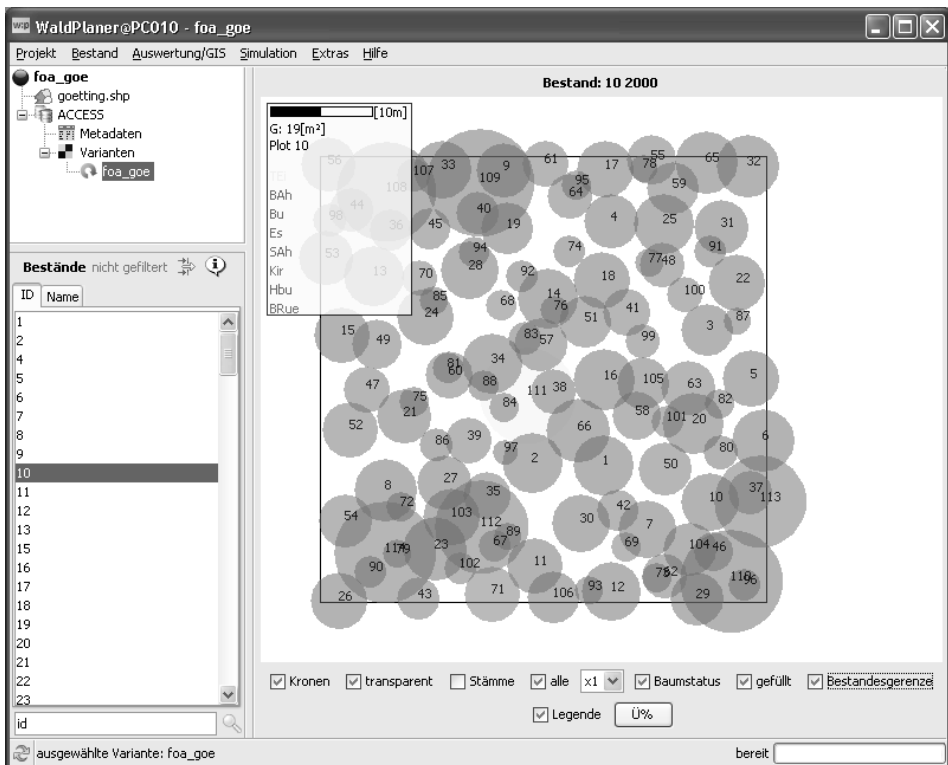 WaldPlaner@PC010 - foa_goe
Projekt Bestand Auswertung/GIS Simulation Extras Hilfe
foa_goe
goetting.shp
ACCESS
Metadaten
Varianten
foa_goe
Bestände nicht gefiltert
ID Name
1
2
4
5
6
7
8
9
10
11
12
13
15
16
17
18
19
20
21
22
23
id
Bestand: 10 2000
[10m]
G: 19[m²]
Plot 10
BAh
Bu
Es
SAh
Kir
Hbu
BRue
56 107 33 9 61 17 78 55 65 32
108 109 95 64 59
44 98 36 45 40 19 4 25 31
53 94 74 91
13 70 28 92 18 77 48 22
85 24 68 14 76 51 41 100 87
15 49 83 57 99 3
81 60 34
47 88 111 38 16 105 63 5
75 21 84 58 101 20 82
52 86 39 66 6
97 2 1 50 80
8 27 35 10 37 113
54 72 103 112 30 42 7
114 79 23 67 89 69 104 46
90 102 11 96
26 43 71 106 93 12 29
Kronen transparent Stämme alle x1 Baumstatus gefüllt Bestandesgerenze
Legende Ü%
ausgewählte Variante: foa_goe bereit